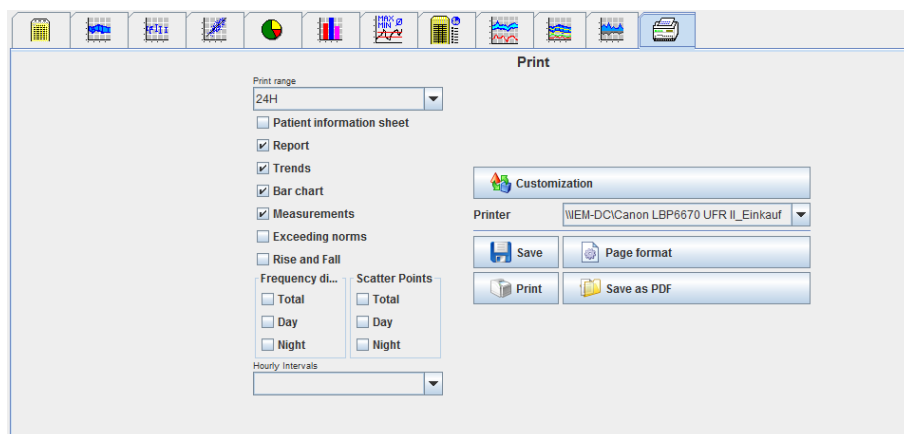 MAX Ø
MIN
Print
Print range
24H
Patient information sheet
Report
Trends
Bar chart
Measurements
Exceeding norms
Rise and Fall
Frequency di...
Total
Day
Night
Scatter Points
Total
Day
Night
Hourly Intervals
Customization
Printer
\\IEM-DC\Canon LBP6670 UFR II_Einkauf
Save
Page format
Print
Save as PDF